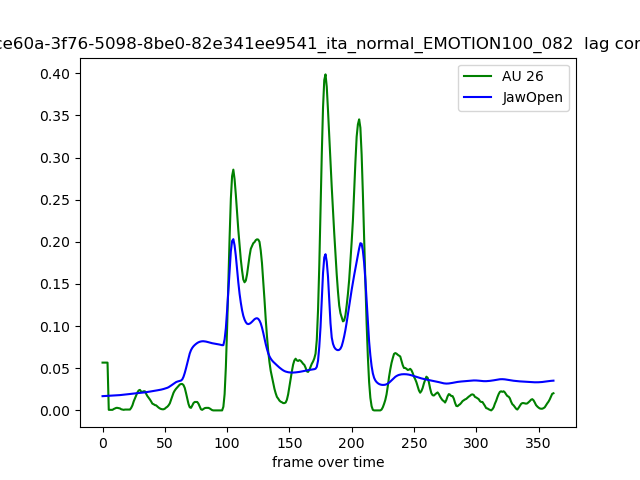 ce60a-3f76-5098-8be0-82e341ee9541_ita_normal_EMOTION100_082 lag cor
AU 26
JawOpen
0.40
0.35
0.30
0.25
0.20
0.15
0.10
0.05
0.00
0 50 100 150 200 250 300 350
frame over time